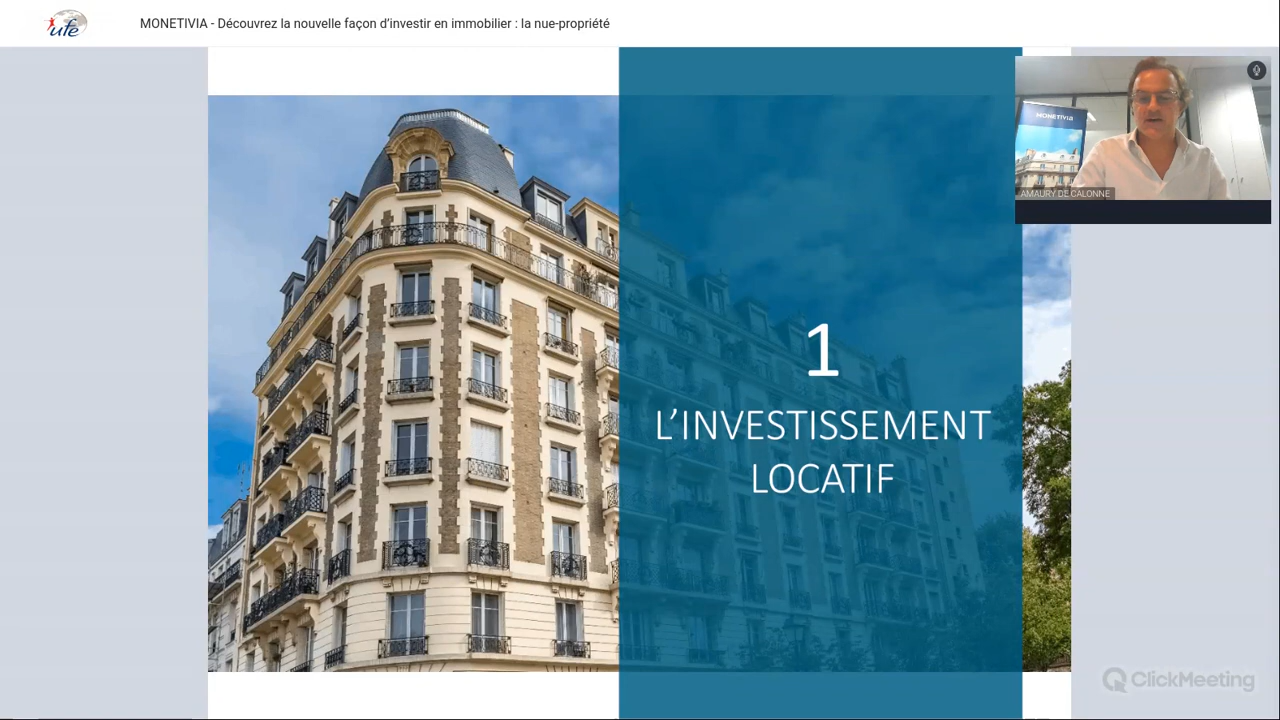 ufe
MONETIVIA - Découvrez la nouvelle façon d’investir en immobilier : la nue-propriété
MONETIVIA
AMAURY DE CALONNE
1
L’INVESTISSEMENT
LOCATIF
ClickMeeting